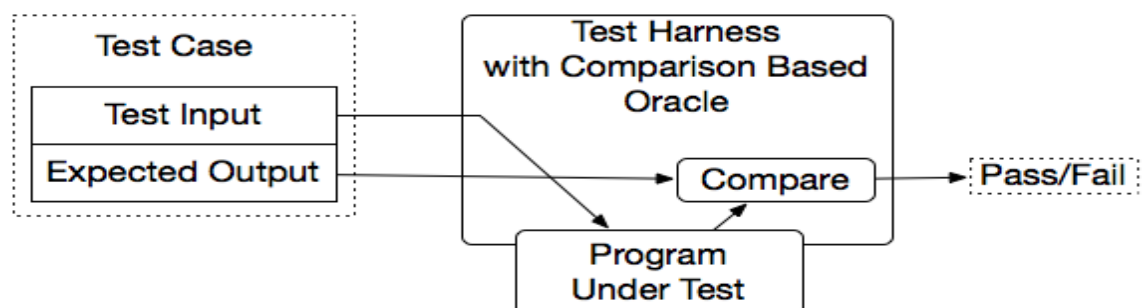 Test Case
Test Input
Expected Output
Test Harness
with Comparison Based
Oracle
Compare
Pass/Fail
Program
Under Test